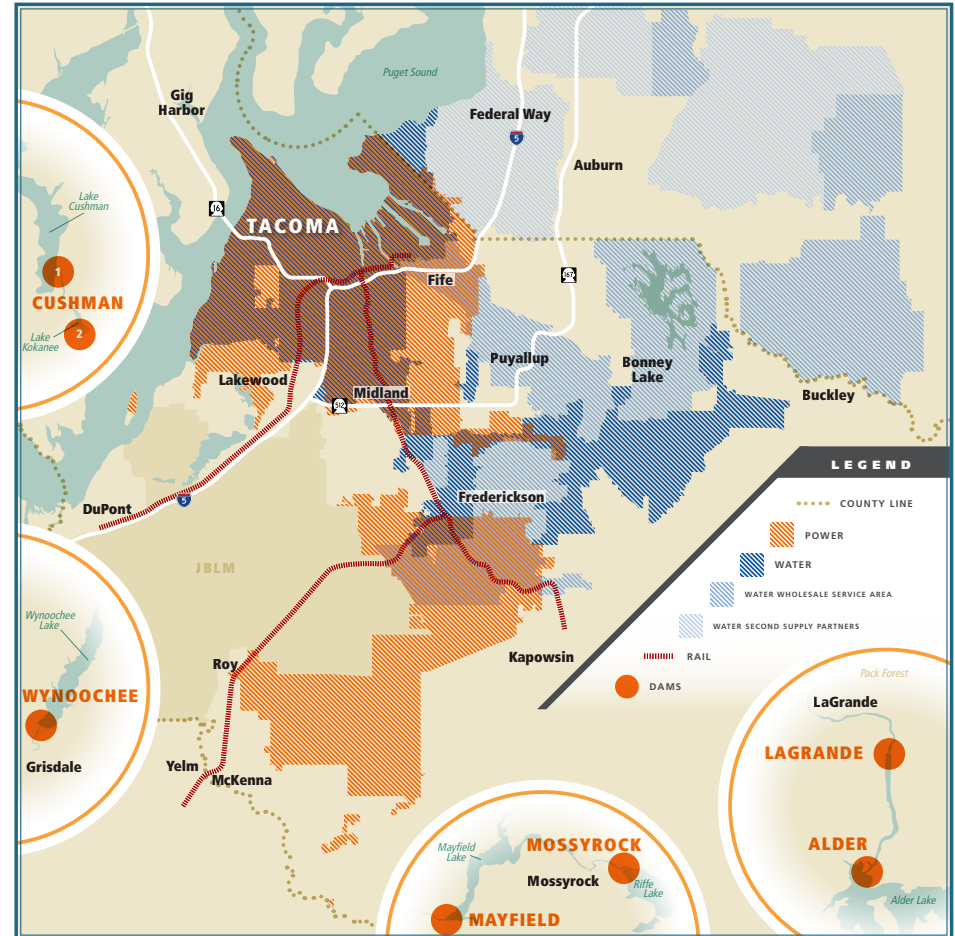 Puget Sound
Gig
Harbor
Federal Way
5
Auburn
Lake
Cushman
16
TACOMA
1
CUSHMAN
Fife
167
2
Lake
Kokanee
Puyallup
Bonney
Lake
Lakewood
Midland
512
Buckley
LEGEND
COUNTY LINE
POWER
WATER
WATER WHOLESALE SERVICE AREA
WATER SECOND SUPPLY PARTNERS
RAIL
DAMS
Frederickson
5
DuPont
JBLM
Wynoochee
Lake
WYNOOCHEE
Grisdale
Roy
Kapowsin
Yelm
McKenna
Pack Forest
LaGrande
LAGRANDE
ALDER
Alder Lake
Mayfield
Lake
MOSSYROCK
Mossyrock
Riffe
Lake
MAYFIELD